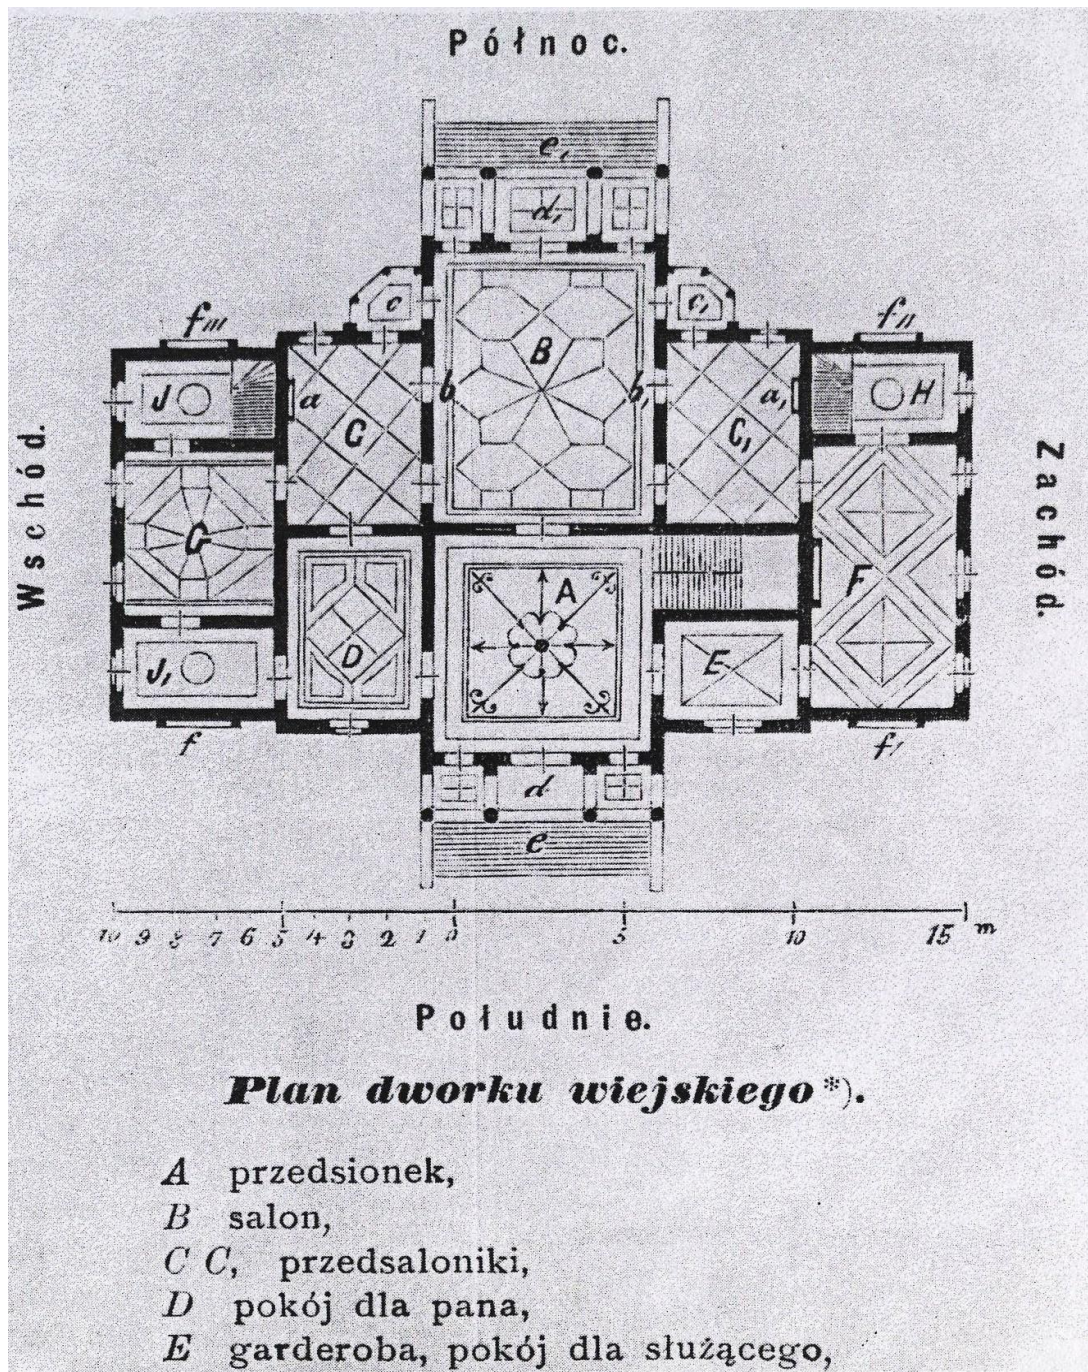 Północ.
e,
d,
c
c,
f‴
f″
B
J
a
b
b,
a,
H
C
C,
Wschód.
Zachód.
G
A
F
D
E
J,
f
f,
d
e
10 9 8 7 6 5 4 3 2 1 0 5 10 15 m
Południe.
Plan dworku wiejskiego*).
A przedsionek,
B salon,
C C, przedsaloniki,
D pokój dla pana,
E garderoba, pokój dla służącego,